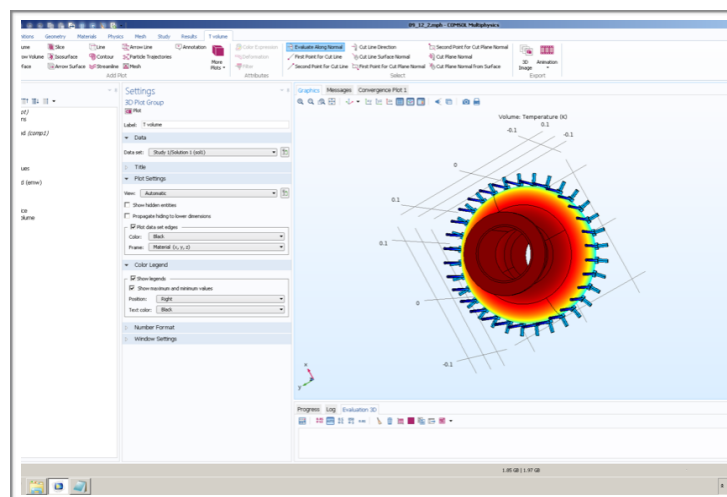 09_12_2.mph - COMSOL Multiphysics
Geometry Materials Physics Mesh Study Results T volume
Slice Line Arrow Line Annotation Color Expression Evaluate Along Normal Cut Line Direction Second Point for Cut Plane Normal
Isosurface Contour Particle Trajectories Deformation First Point for Cut Line Cut Line Surface Normal Cut Plane Normal
Arrow Surface Streamline Mesh More Plots Filter Second Point for Cut Line First Point for Cut Plane Normal Cut Plane Normal from Surface 3D Image Animation
Add Plot Attributes Select Export
Settings
3D Plot Group
Plot
Label: T volume
Data
Data set: Study 1/Solution 1 (sol1)
Title
Plot Settings
View: Automatic
Show hidden entities
Propagate hiding to lower dimensions
Plot data set edges
Color: Black
Frame: Material (x, y, z)
Color Legend
Show legends
Show maximum and minimum values
Position: Right
Text color: Black
Number Format
Window Settings
(comp1)
(emw)
Graphics Messages Convergence Plot 1
Volume: Temperature (K)
-0.1
0.1
-0.1
0
0.1
0.1
0
0
-0.1
x
y
z
Progress Log Evaluation 3D
1.85 GB | 1.97 GB